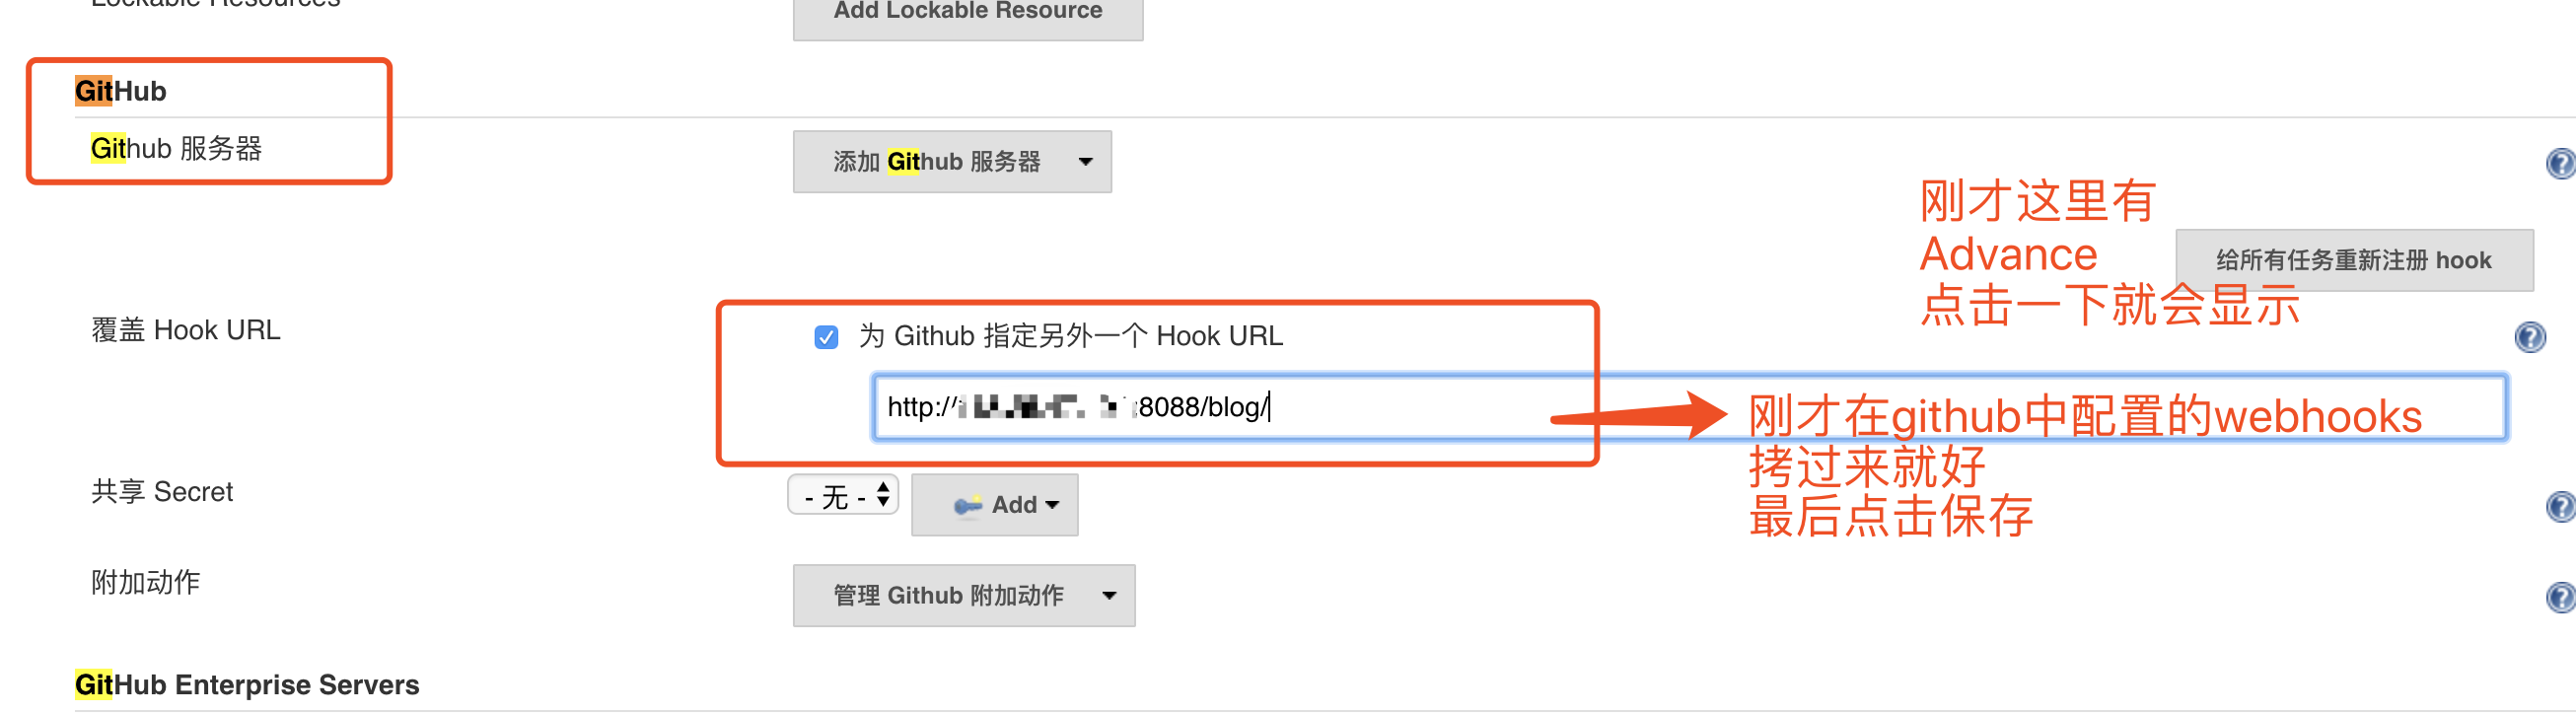 Lockable Resources
Add Lockable Resource
GitHub
Github 服务器
添加 Github 服务器
刚才这里有
Advance
点击一下就会显示
给所有任务重新注册 hook
覆盖 Hook URL
为 Github 指定另外一个 Hook URL
http:// :8088/blog/
刚才在github中配置的webhooks
拷过来就好
最后点击保存
共享 Secret
- 无 -
Add
附加动作
管理 Github 附加动作
GitHub Enterprise Servers